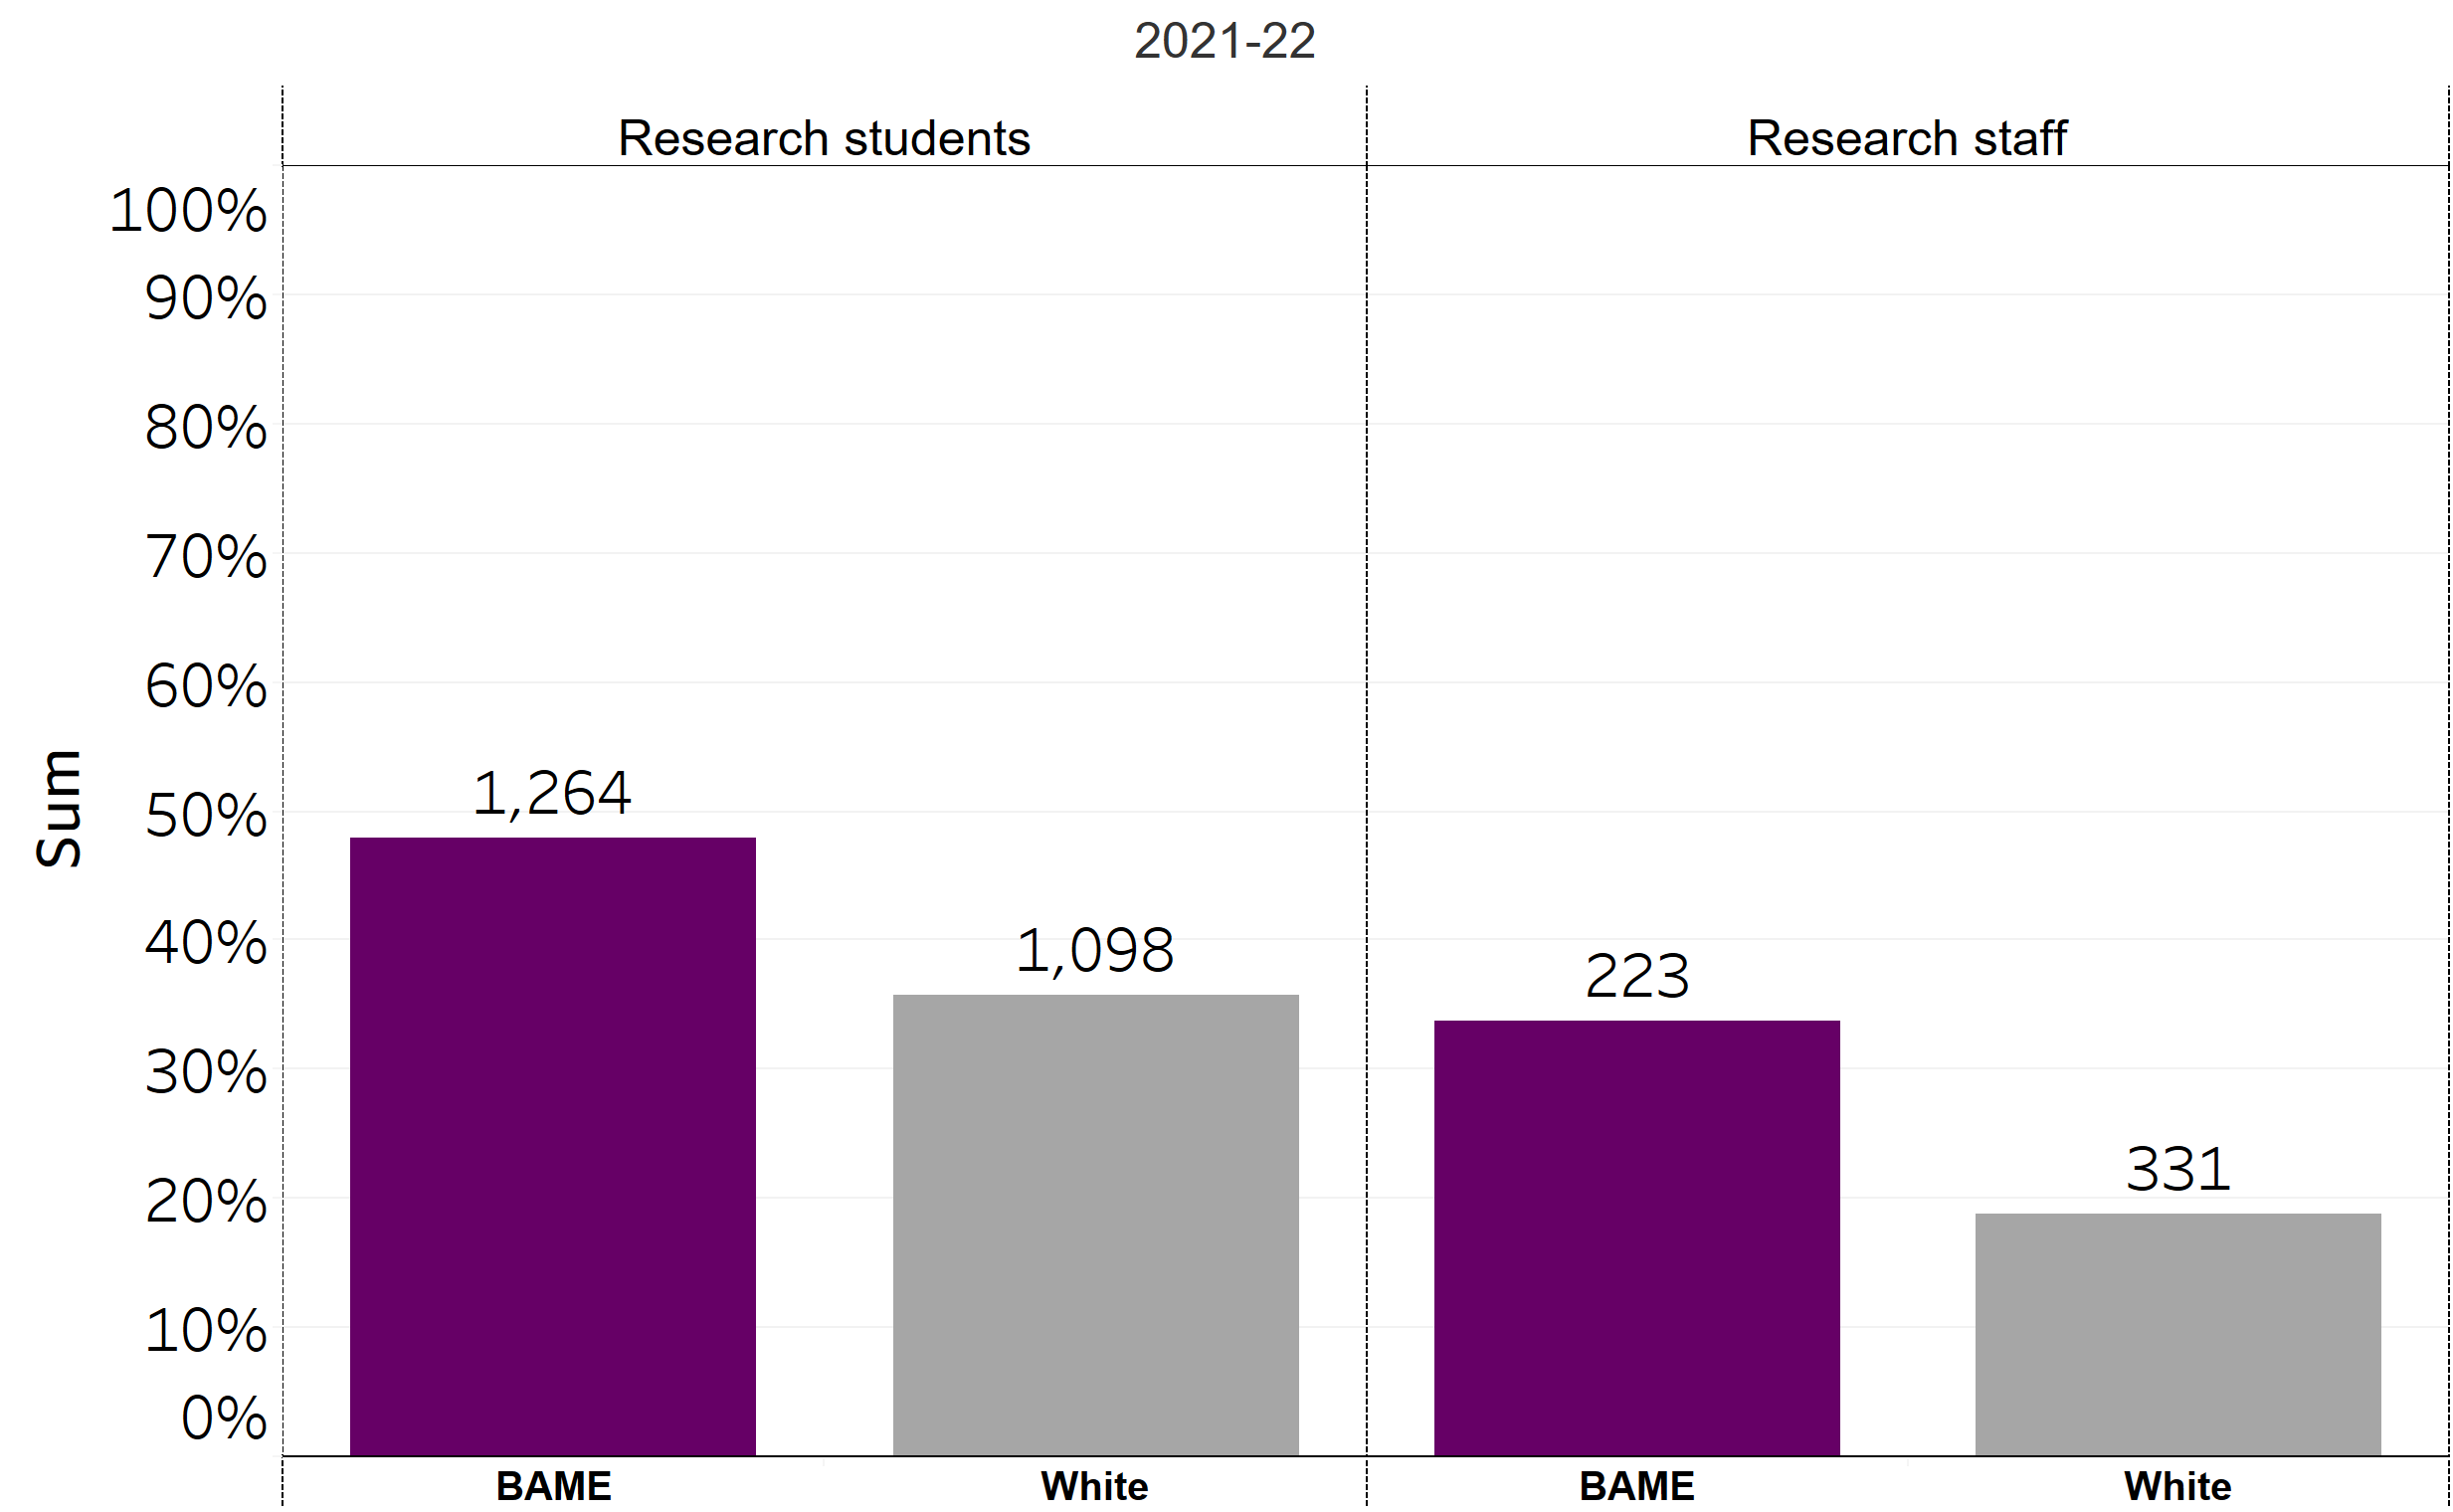 2021-22
Research students
Research staff
100%
90%
80%
70%
60%
50%
40%
30%
20%
10%
0%
Sum
1,264
1,098
223
331
BAME
White
BAME
White